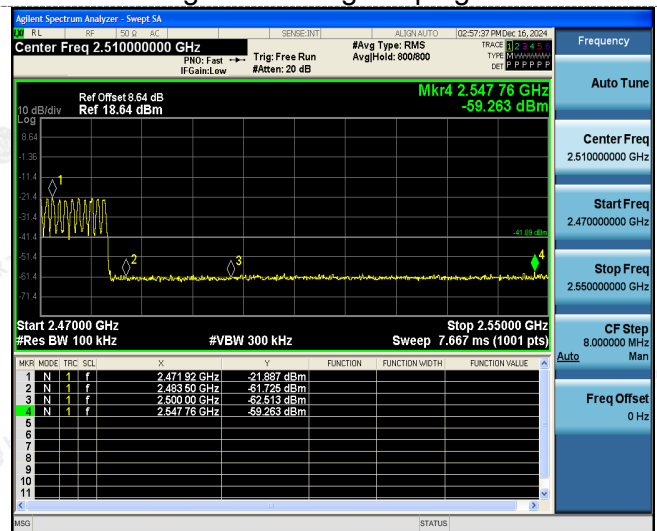 Agilent Spectrum Analyzer - Swept SA
LXI RL RF 50 Ω AC SENSE:INT ALIGN AUTO 02:57:37 PM Dec 16, 2024
Center Freq 2.510000000 GHz
PNO: Fast
IFGain:Low
Trig: Free Run
#Atten: 20 dB
#Avg Type: RMS
Avg|Hold: 800/800
TRACE 1 2 3 4 5 6
TYPE M
DET P P P P P P
Frequency
Auto Tune
Center Freq
2.510000000 GHz
Start Freq
2.470000000 GHz
Stop Freq
2.550000000 GHz
CF Step
8.000000 MHz
Auto Man
Freq Offset
0 Hz
Mkr4 2.547 76 GHz
-59.263 dBm
Ref Offset 8.64 dB
10 dB/div Ref 18.64 dBm
Log
8.64
-1.36
-11.4
-21.4
-31.4
-41.4
-51.4
-61.4
-71.4
1
2
3
4
-41.89 dBm
Start 2.47000 GHz Stop 2.55000 GHz
#Res BW 100 kHz #VBW 300 kHz Sweep 7.667 ms (1001 pts)
MKR MODE TRC SCL X Y FUNCTION FUNCTION WIDTH FUNCTION VALUE
1 N 1 f 2.471 92 GHz -21.987 dBm
2 N 1 f 2.483 50 GHz -61.725 dBm
3 N 1 f 2.500 00 GHz -62.513 dBm
4 N 1 f 2.547 76 GHz -59.263 dBm
5
6
7
8
9
10
11
MSG STATUS